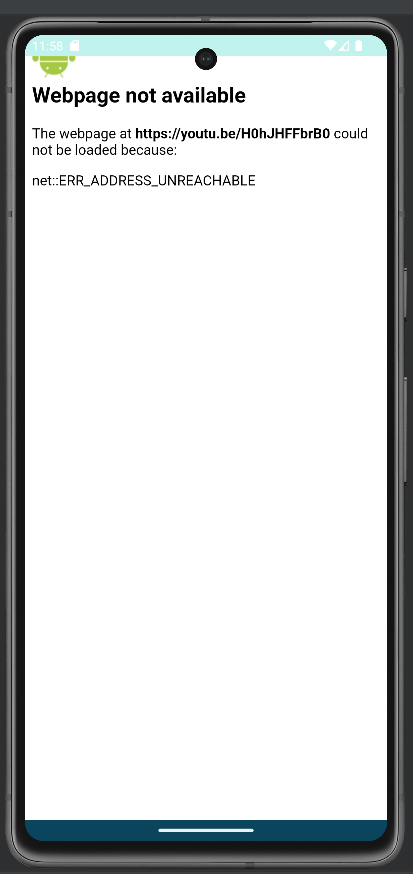 11:58
Webpage not available
The webpage at https://youtu.be/H0hJHFFbrB0 could
not be loaded because:
net::ERR_ADDRESS_UNREACHABLE